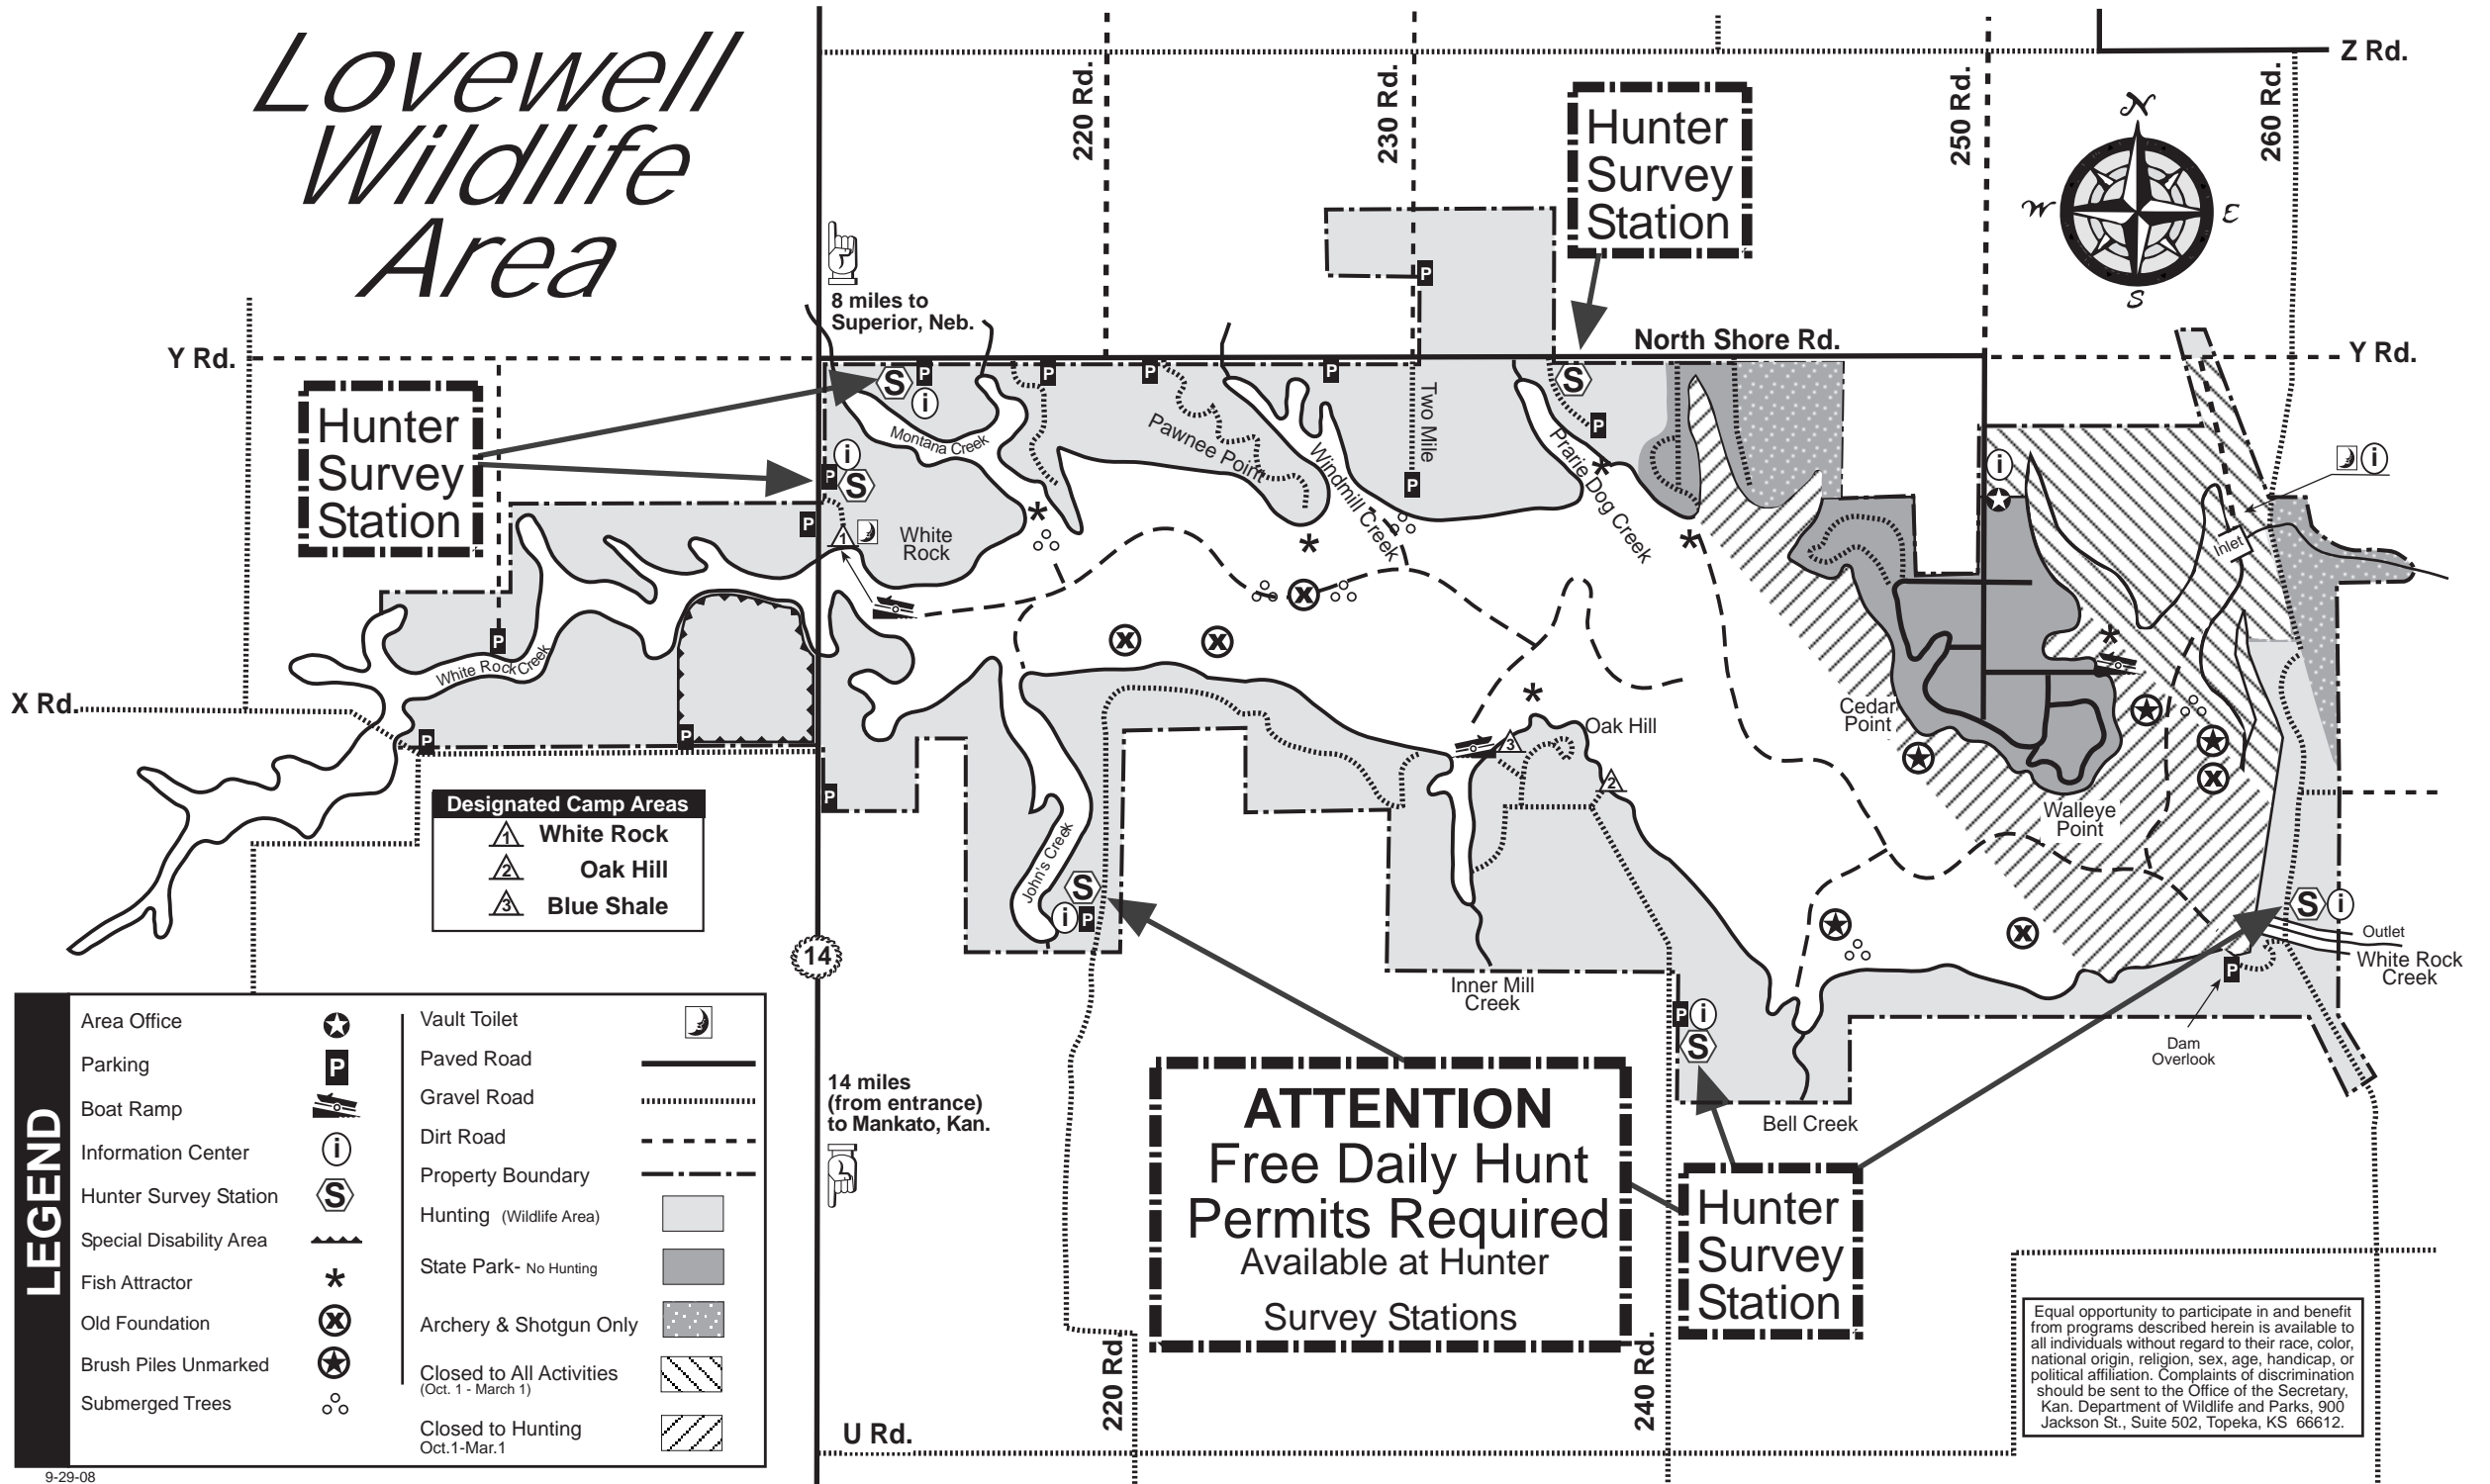 Lovewell
Wildlife
Area
Z Rd.
220 Rd.
230 Rd.
250 Rd.
260 Rd.
N
W
E
S
Hunter
Survey
Station
8 miles to
Superior, Neb.
North Shore Rd.
Y Rd.
Y Rd.
Hunter
Survey
Station
S
P
i
P
P
P
P
S
P
i
P
S
P
i
i
Montana Creek
Pawnee Point
Windmill Creek
Two Mile
P
Prarie Dog Creek
White
Rock
P
1
Inlet
X
X
X
White Rock Creek
P
X Rd.
P
P
P
Cedar
Point
Oak Hill
3
2
X
Walleye
Point
Designated Camp Areas
1 White Rock
2 Oak Hill
3 Blue Shale
John's Creek
S
i
P
14
S
i
X
Outlet
White Rock
Creek
P
Dam
Overlook
Inner Mill
Creek
P
i
S
Bell Creek
14 miles
(from entrance)
to Mankato, Kan.
ATTENTION
Free Daily Hunt
Permits Required
Available at Hunter
Survey Stations
Hunter
Survey
Station
220 Rd.
240 Rd.
U Rd.
LEGEND
Area Office
Parking P
Boat Ramp
Information Center i
Hunter Survey Station S
Special Disability Area
Fish Attractor *
Old Foundation X
Brush Piles Unmarked
Submerged Trees
Vault Toilet
Paved Road
Gravel Road
Dirt Road
Property Boundary
Hunting (Wildlife Area)
State Park- No Hunting
Archery & Shotgun Only
Closed to All Activities
(Oct. 1 - March 1)
Closed to Hunting
Oct.1-Mar.1
9-29-08
Equal opportunity to participate in and benefit
from programs described herein is available to
all individuals without regard to their race, color,
national origin, religion, sex, age, handicap, or
political affiliation. Complaints of discrimination
should be sent to the Office of the Secretary,
Kan. Department of Wildlife and Parks, 900
Jackson St., Suite 502, Topeka, KS 66612.